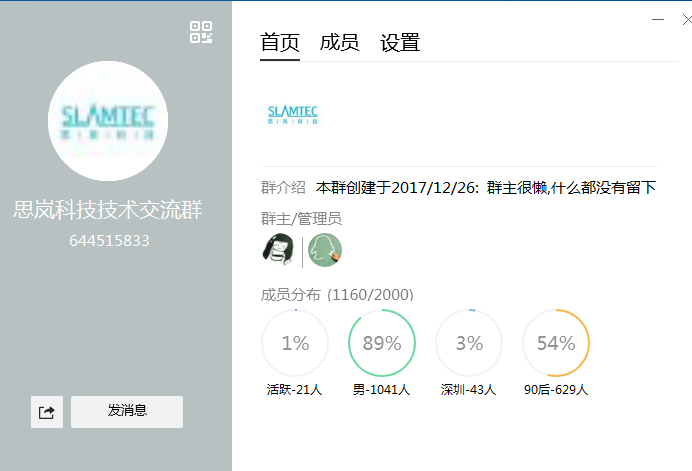 首页 成员 设置
SLAMTEC
思岚科技
SLAMTEC
思岚科技技术交流群
644515833
群介绍 本群创建于2017/12/26: 群主很懒,什么都没有留下
群主/管理员
成员分布 (1160/2000)
1% 89% 3% 54%
活跃-21人 男-1041人 深圳-43人 90后-629人
发消息